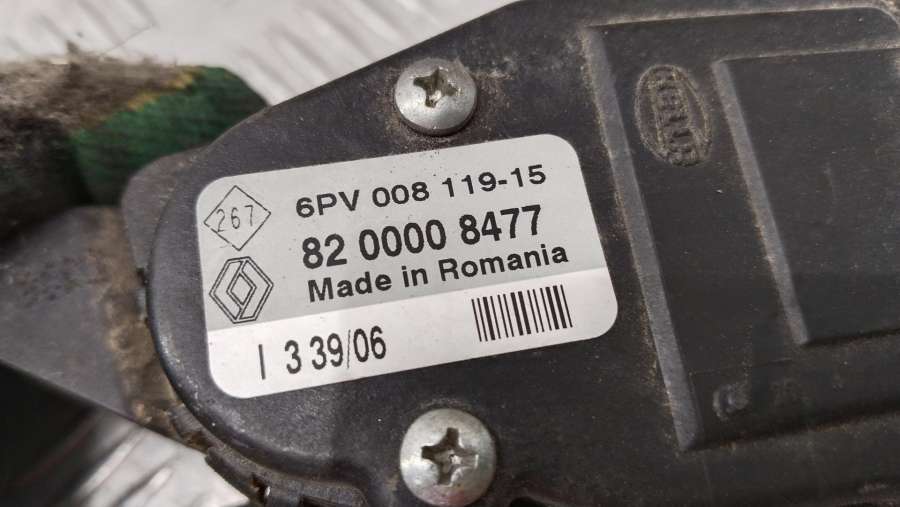 HELLA
267
6PV 008 119-15
82 0000 8477
Made in Romania
I 3 39/06